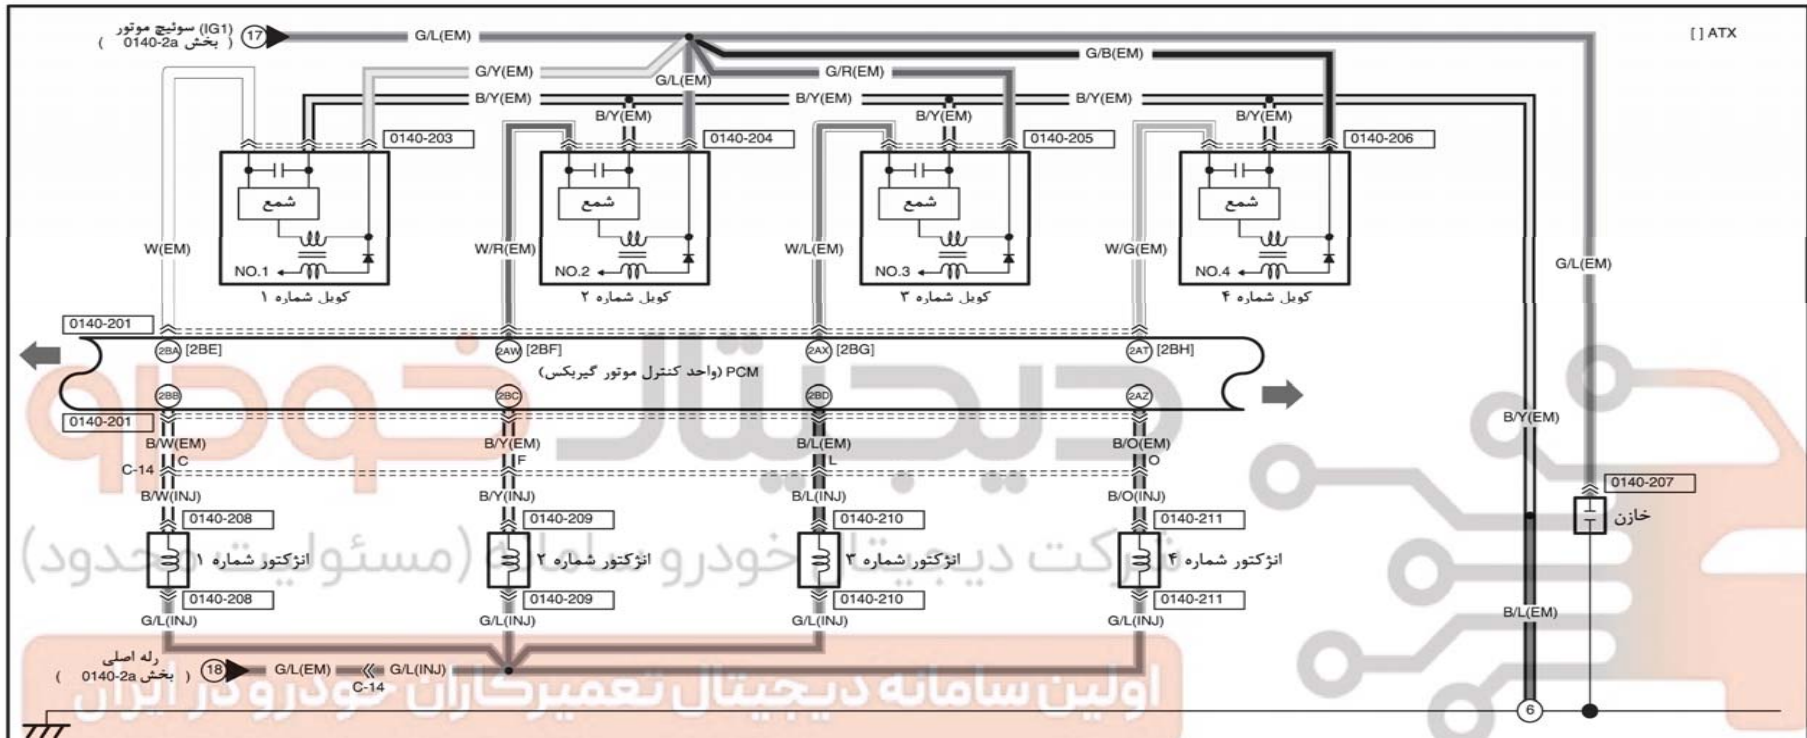 (IG1) سوئیچ موتور
( بخش 0140-2a )
17
G/L(EM)
[ ] ATX
G/B(EM)
G/Y(EM)
G/L(EM)
G/R(EM)
B/Y(EM)
B/Y(EM)
B/Y(EM)
B/Y(EM)
B/Y(EM)
B/Y(EM)
0140-203
0140-204
0140-205
0140-206
شمع
شمع
شمع
شمع
W(EM)
W/R(EM)
W/L(EM)
W/G(EM)
G/L(EM)
NO.1
NO.2
NO.3
NO.4
کویل شماره ۱
کویل شماره ۲
کویل شماره ۳
کویل شماره ۴
0140-201
2BA [2BE]
2AW [2BF]
2AX [2BG]
2AT [2BH]
PCM (واحد کنترل موتور گیربکس)
2BB
2BC
2BD
2AZ
0140-201
دیجیتال خودرو
B/W(EM)
B/Y(EM)
B/L(EM)
B/O(EM)
B/Y(EM)
C-14
C
F
L
O
B/W(INJ)
B/Y(INJ)
B/L(INJ)
B/O(INJ)
0140-207
خازن
0140-208
0140-209
0140-210
0140-211
انژکتور شماره ۱
انژکتور شماره ۲
انژکتور شماره ۳
انژکتور شماره ۴
شرکت دیجیتال خودرو سامانه (مسئولیت محدود)
0140-208
0140-209
0140-210
0140-211
B/L(EM)
G/L(INJ)
G/L(INJ)
G/L(INJ)
G/L(INJ)
رله اصلی
( بخش 0140-2a )
18
G/L(EM)
G/L(INJ)
C-14
اولین سامانه دیجیتال تعمیرکاران خودرو در ایران
6